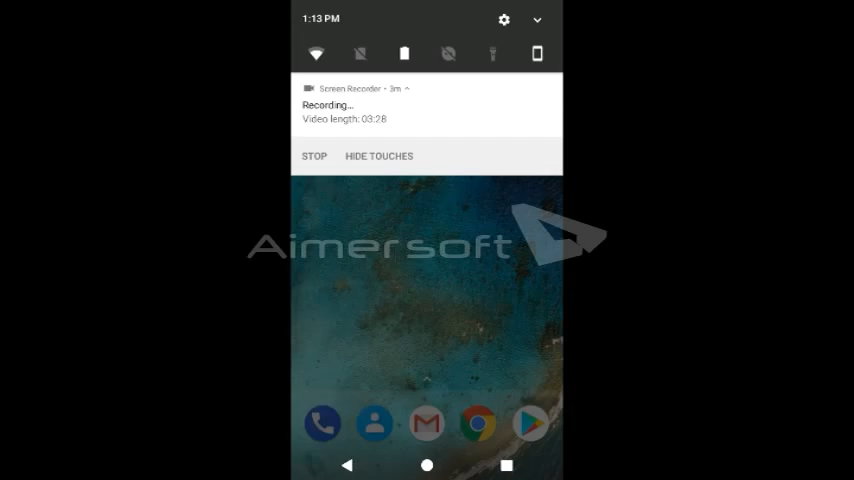 1:13 PM
Screen Recorder • 3m
Recording...
Video length: 03:28
STOP HIDE TOUCHES
Aimersoft